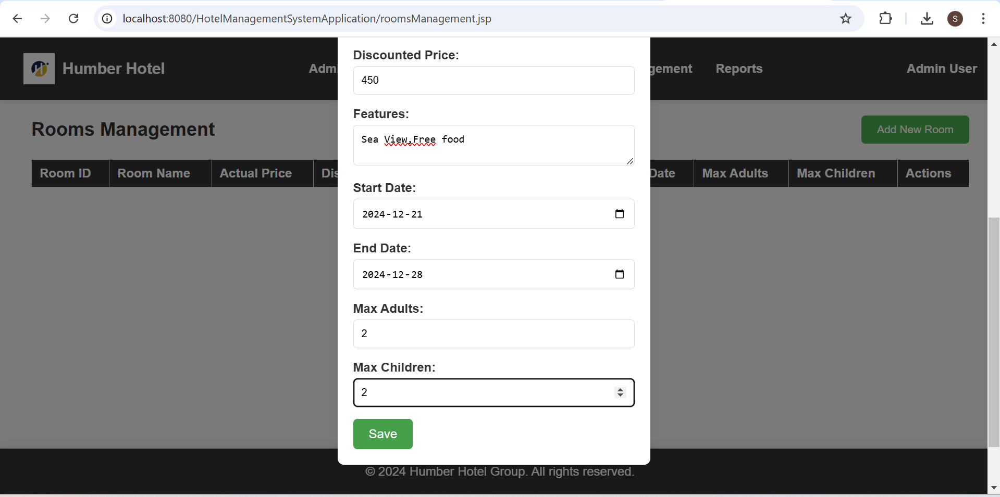 localhost:8080/HotelManagementSystemApplication/roomsManagement.jsp
S
Humber Hotel
Reports
Admin User
Rooms Management
Add New Room
Room ID
Room Name
Actual Price
Date
Max Adults
Max Children
Actions
Discounted Price:
450
Features:
Sea View,Free food
Start Date:
2024-12-21
End Date:
2024-12-28
Max Adults:
2
Max Children:
2
Save
© 2024 Humber Hotel Group. All rights reserved.